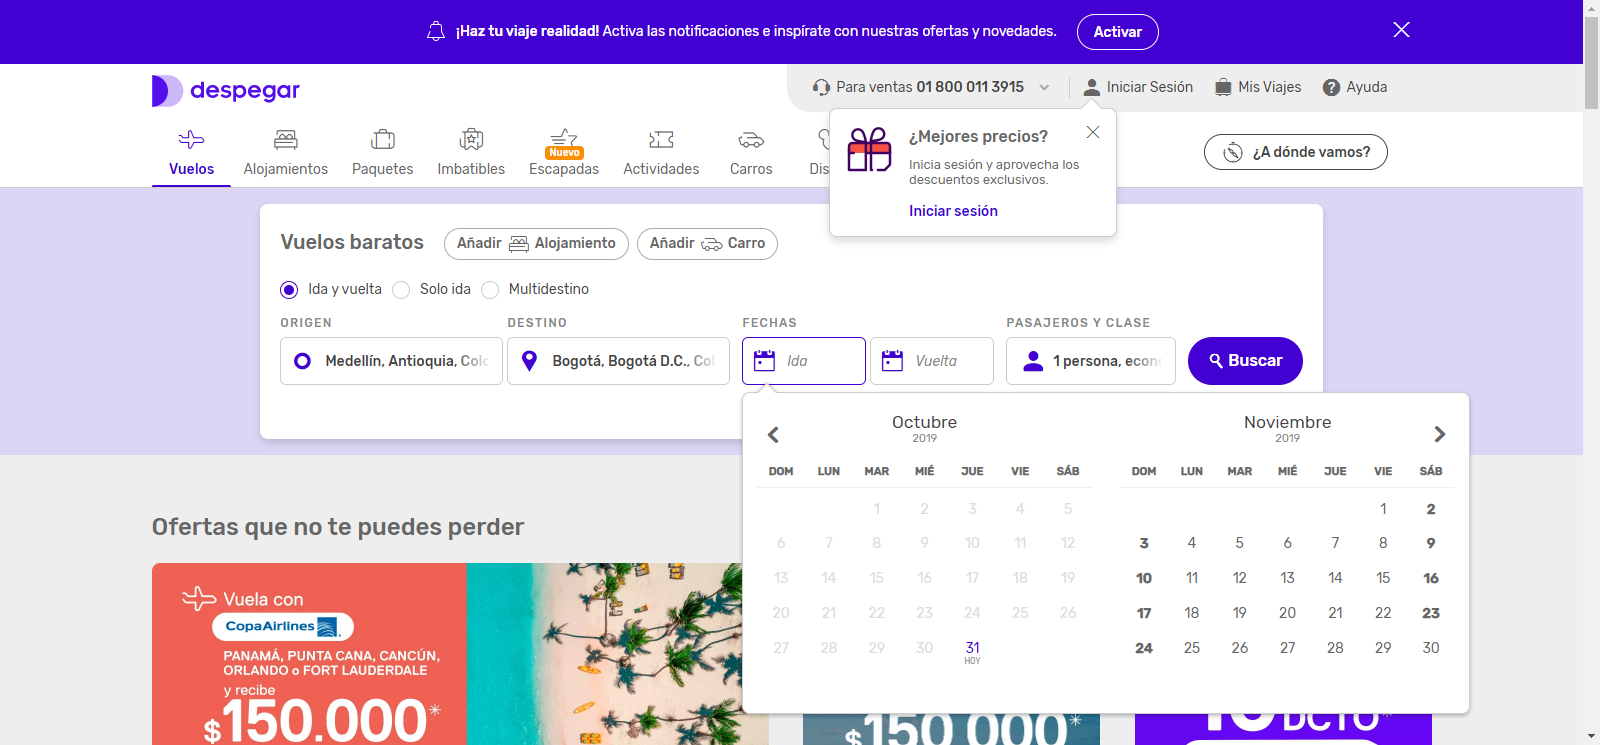 ¡Haz tu viaje realidad! Activa las notificaciones e inspírate con nuestras ofertas y novedades.
Activar
despegar
Para ventas 01 800 011 3915
Iniciar Sesión
Mis Viajes
Ayuda
Vuelos
Alojamientos
Paquetes
Imbatibles
Nuevo
Escapadas
Actividades
Carros
Dis
¿Mejores precios?
Inicia sesión y aprovecha los
descuentos exclusivos.
Iniciar sesión
¿A dónde vamos?
Vuelos baratos
Añadir Alojamiento
Añadir Carro
Ida y vuelta
Solo ida
Multidestino
ORIGEN
DESTINO
FECHAS
PASAJEROS Y CLASE
Medellín, Antioquia, Colo
Bogotá, Bogotá D.C., Col
Ida
Vuelta
1 persona, econ
Buscar
Octubre
2019
DOM LUN MAR MIÉ JUE VIE SÁB
1 2 3 4 5
6 7 8 9 10 11 12
13 14 15 16 17 18 19
20 21 22 23 24 25 26
27 28 29 30 31
HOY
Noviembre
2019
DOM LUN MAR MIÉ JUE VIE SÁB
1 2
3 4 5 6 7 8 9
10 11 12 13 14 15 16
17 18 19 20 21 22 23
24 25 26 27 28 29 30
Ofertas que no te puedes perder
Vuela con
CopaAirlines
PANAMÁ, PUNTA CANA, CANCÚN,
ORLANDO o FORT LAUDERDALE
y recibe
$150.000*
$150.000*
DCTO*